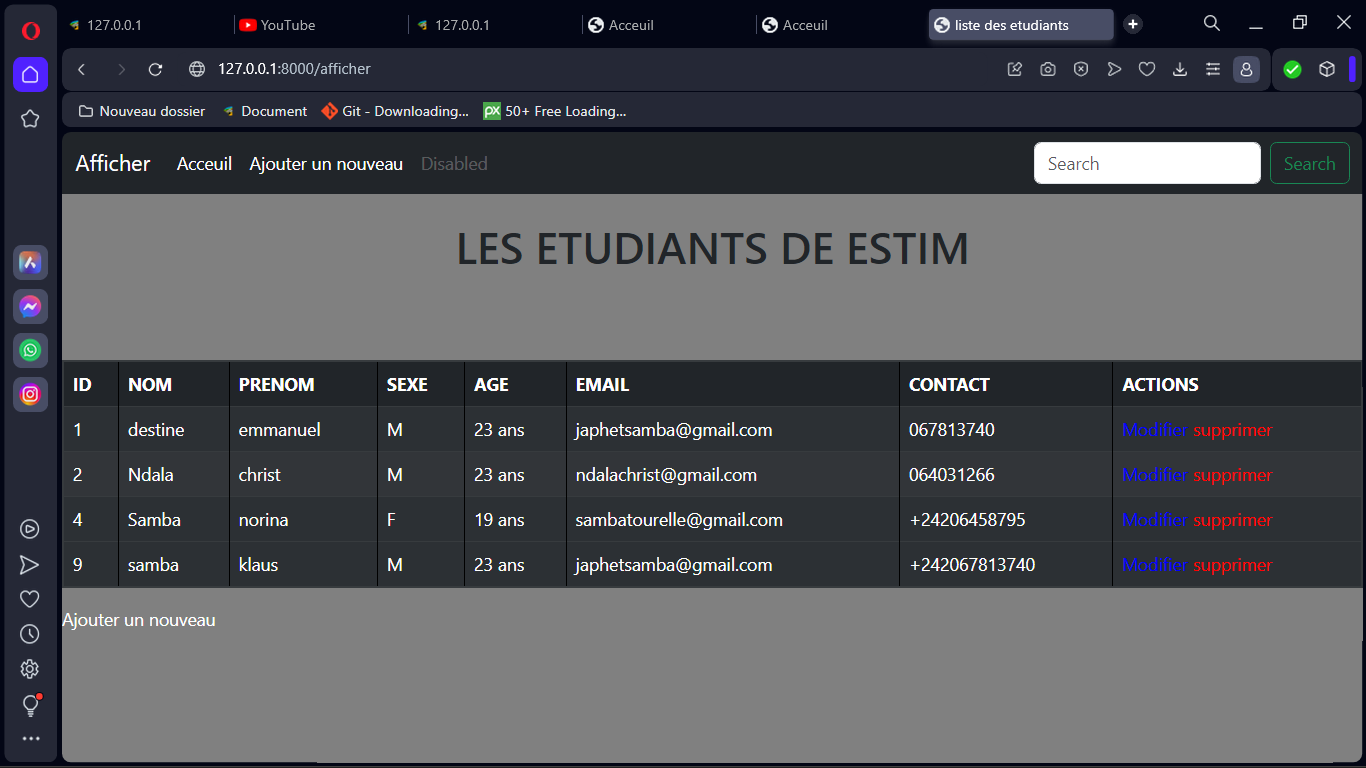 127.0.0.1 YouTube 127.0.0.1 Acceuil Acceuil liste des etudiants
127.0.0.1:8000/afficher
Nouveau dossier Document Git - Downloading... px 50+ Free Loading...
Afficher Acceuil Ajouter un nouveau Disabled Search Search
LES ETUDIANTS DE ESTIM
ID NOM PRENOM SEXE AGE EMAIL CONTACT ACTIONS
1 destine emmanuel M 23 ans japhetsamba@gmail.com 067813740 Modifier supprimer
2 Ndala christ M 23 ans ndalachrist@gmail.com 064031266 Modifier supprimer
4 Samba norina F 19 ans sambatourelle@gmail.com +24206458795 Modifier supprimer
9 samba klaus M 23 ans japhetsamba@gmail.com +242067813740 Modifier supprimer
Ajouter un nouveau